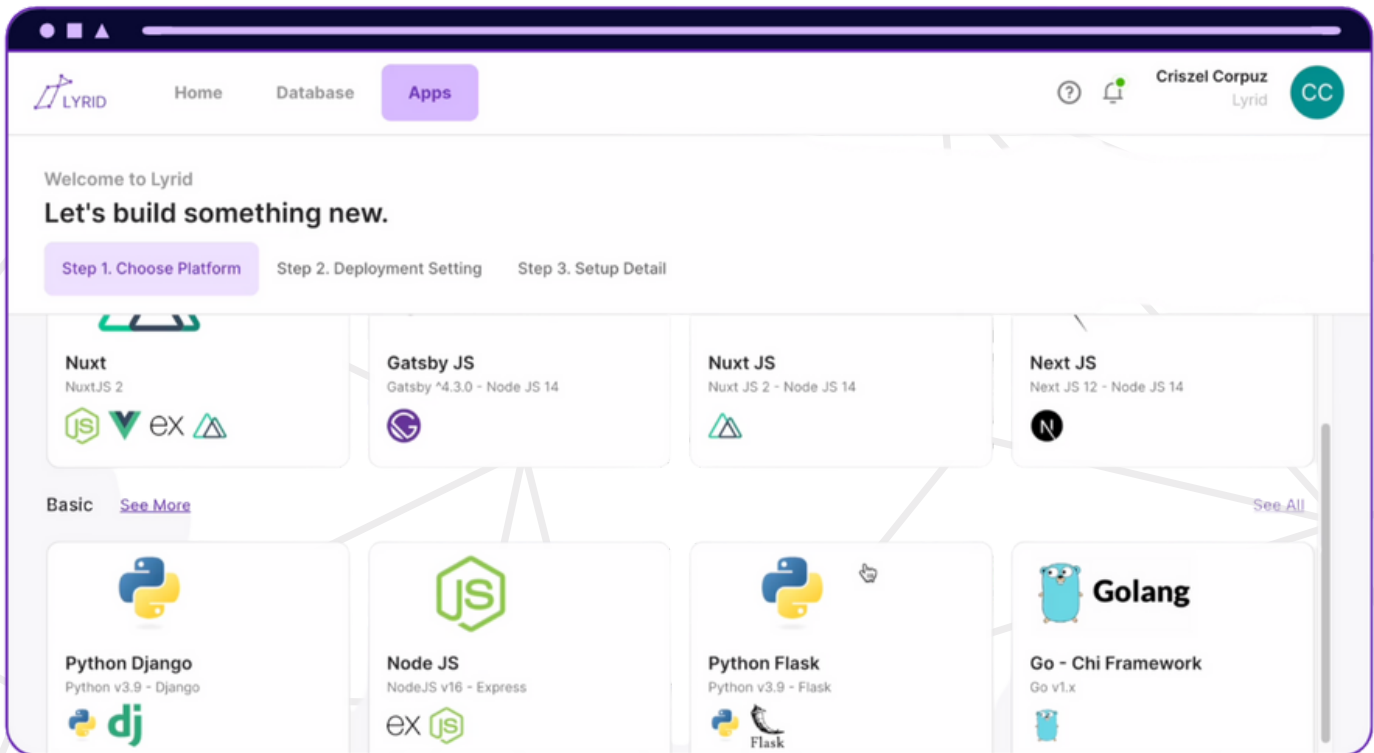 LYRID
Home Database Apps
?
Criszel Corpuz
Lyrid
CC
Welcome to Lyrid
Let's build something new.
Step 1. Choose Platform Step 2. Deployment Setting Step 3. Setup Detail
Nuxt
NuxtJS 2
JS ex
Gatsby JS
Gatsby ^4.3.0 - Node JS 14
Nuxt JS
Nuxt JS 2 - Node JS 14
Next JS
Next JS 12 - Node JS 14
N
Basic See More See All
Python Django
Python v3.9 - Django
dj
JS
Node JS
NodeJS v16 - Express
ex JS
Python Flask
Python v3.9 - Flask
Flask
Golang
Go - Chi Framework
Go v1.x